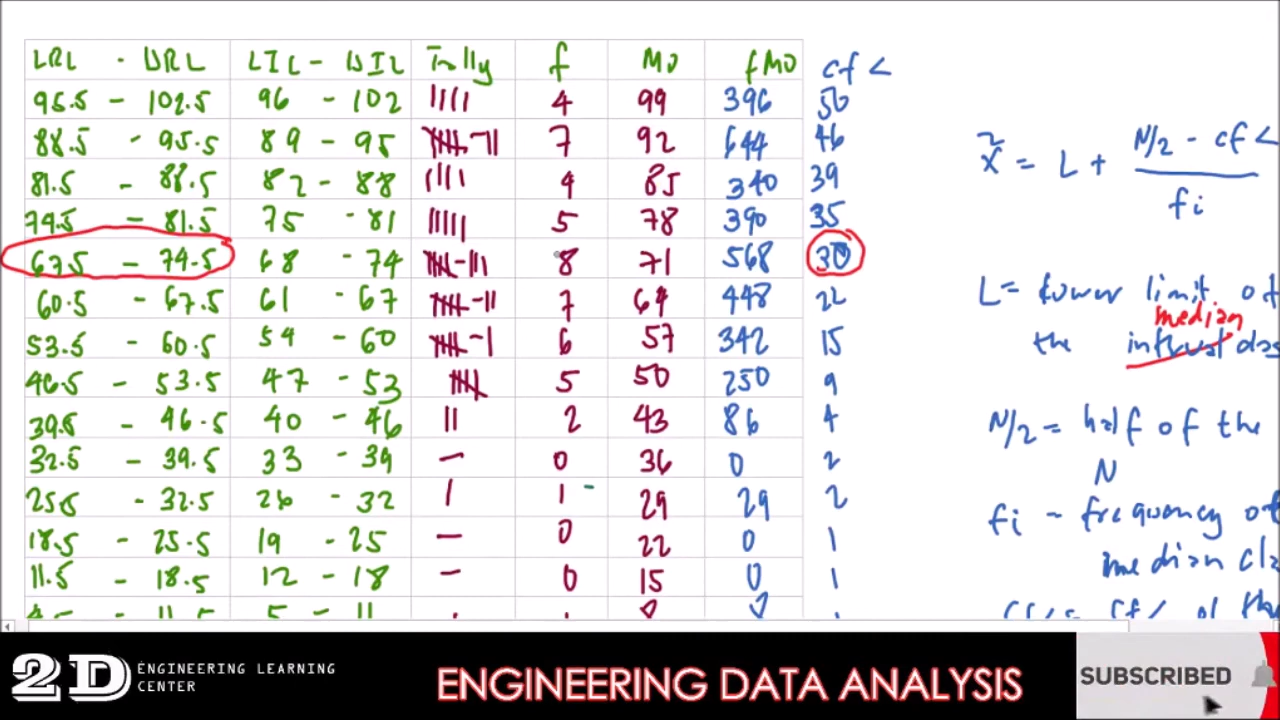 LRL - URL LIL - UIL Tally f M0 fM0 cf <
95.5 - 102.5 96 - 102 4 99 396 50
88.5 - 95.5 89 - 95 7 92 644 46
81.5 - 88.5 82 - 88 4 85 340 39
74.5 - 81.5 75 - 81 5 78 390 35
67.5 - 74.5 68 - 74 8 71 568 30
60.5 - 67.5 61 - 67 7 64 448 22
53.5 - 60.5 54 - 60 6 57 342 15
46.5 - 53.5 47 - 53 5 50 250 9
39.5 - 46.5 40 - 46 2 43 86 4
32.5 - 39.5 33 - 39 0 36 0 2
25.5 - 32.5 26 - 32 1 29 29 2
18.5 - 25.5 19 - 25 0 22 0 1
11.5 - 18.5 12 - 18 0 15 0 1
x̃ = L + N/2 - cf<
fi
L = lower limit of
median
the interval class
N/2 = half of the
N
fi - frequency of
median cl
2D ENGINEERING LEARNING
CENTER
ENGINEERING DATA ANALYSIS
SUBSCRIBED